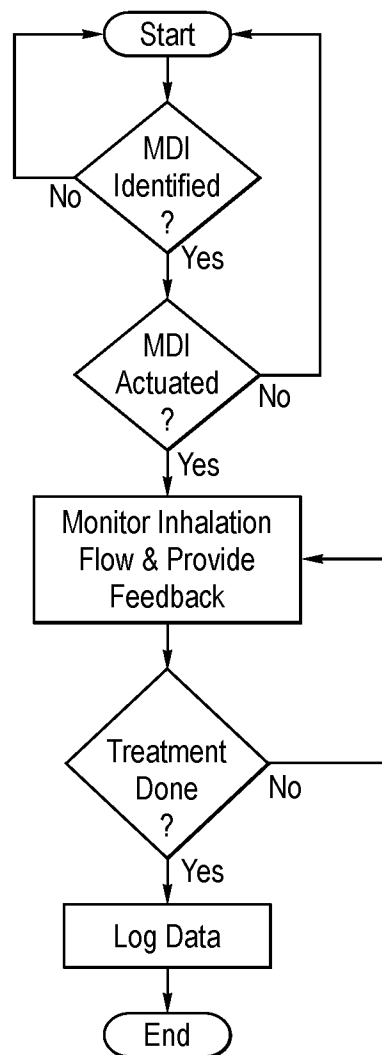 Start
MDI
Identified
?
No
Yes
MDI
Actuated
?
No
Yes
Monitor Inhalation
Flow & Provide
Feedback
Treatment
Done
?
No
Yes
Log Data
End